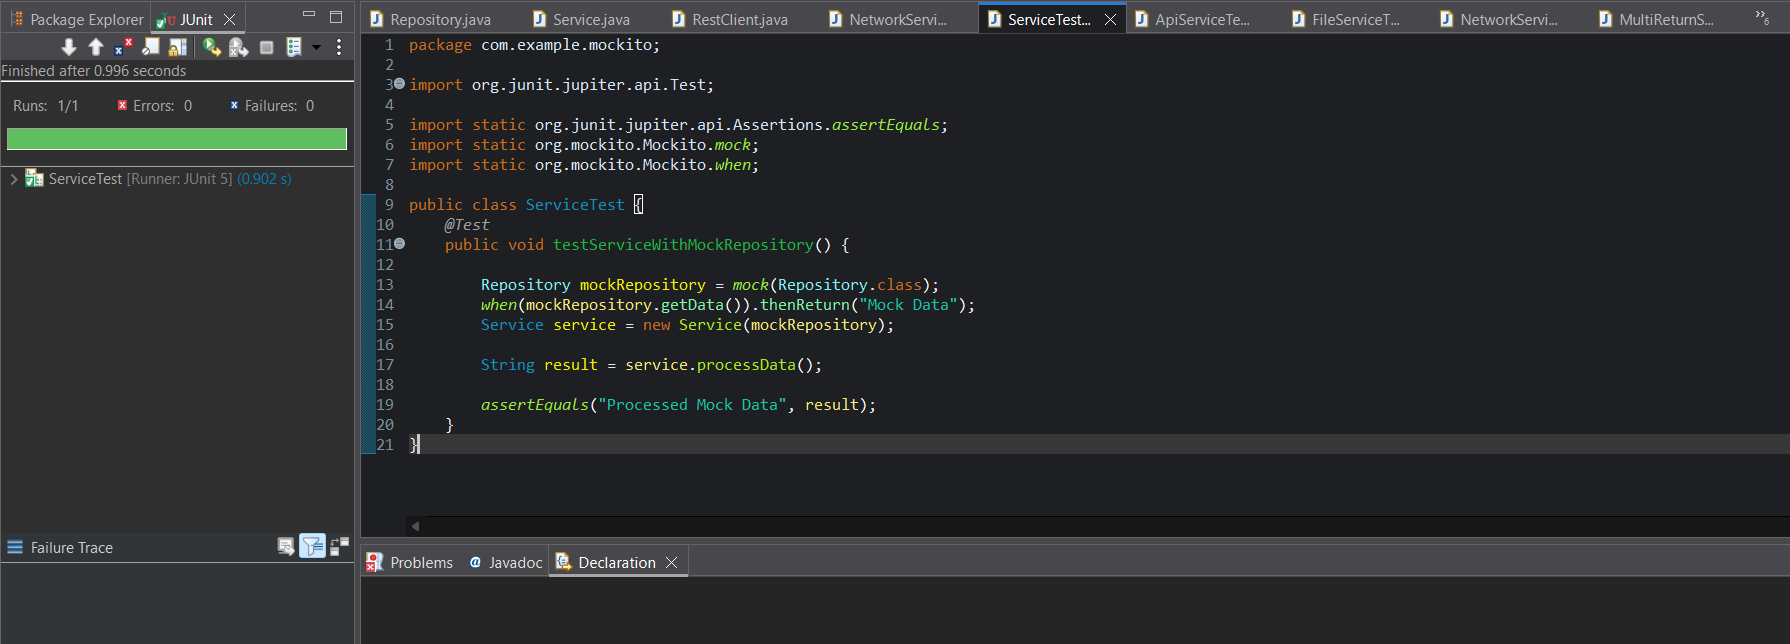 Package Explorer JUnit
Finished after 0.996 seconds
Runs: 1/1 Errors: 0 Failures: 0
ServiceTest [Runner: JUnit 5] (0.902 s)
Failure Trace
Repository.java Service.java RestClient.java NetworkServi... ServiceTest... ApiServiceTe... FileServiceT... NetworkServi... MultiReturnS... »6
1 package com.example.mockito;
2
3 import org.junit.jupiter.api.Test;
4
5 import static org.junit.jupiter.api.Assertions.assertEquals;
6 import static org.mockito.Mockito.mock;
7 import static org.mockito.Mockito.when;
8
9 public class ServiceTest {
10 @Test
11 public void testServiceWithMockRepository() {
12
13 Repository mockRepository = mock(Repository.class);
14 when(mockRepository.getData()).thenReturn("Mock Data");
15 Service service = new Service(mockRepository);
16
17 String result = service.processData();
18
19 assertEquals("Processed Mock Data", result);
20 }
21 }
Problems @ Javadoc Declaration